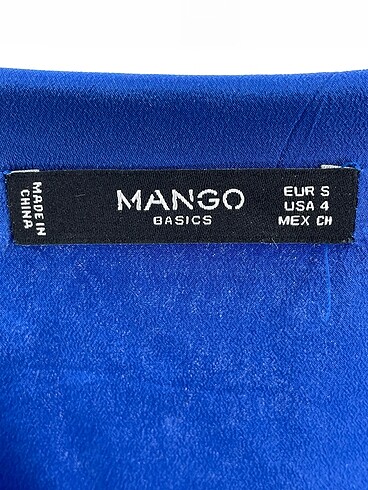 MADE IN
CHINA
MANGO
BASICS
EUR S
USA 4
MEX CH